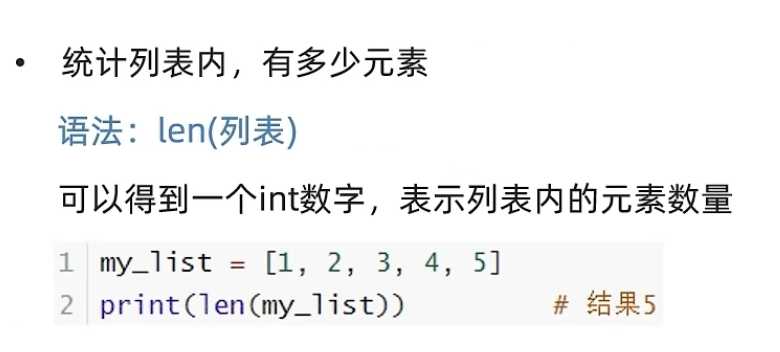 • 统计列表内，有多少元素
语法：len(列表)
可以得到一个int数字，表示列表内的元素数量
1 my_list = [1, 2, 3, 4, 5]
2 print(len(my_list)) # 结果5